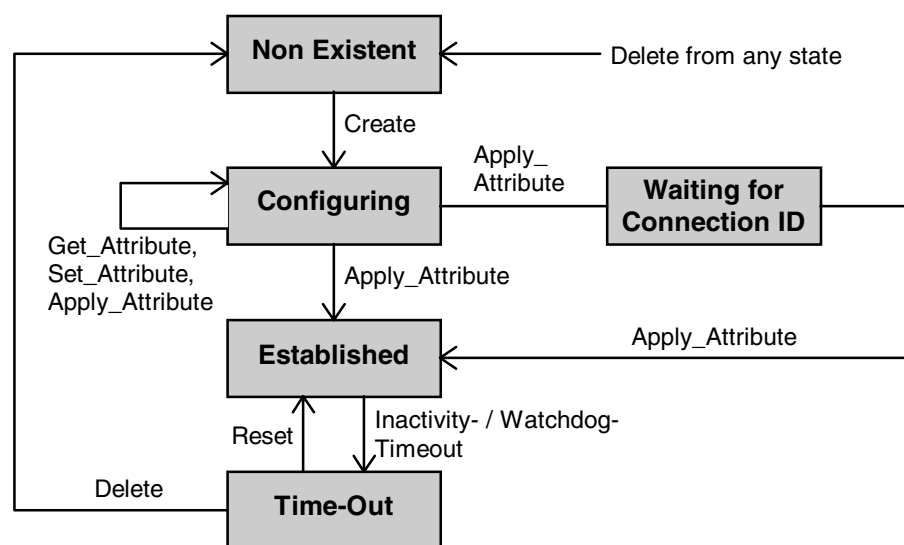 Non Existent
Delete from any state
Create
Apply_
Attribute
Configuring
Waiting for
Connection ID
Get_Attribute,
Set_Attribute,
Apply_Attribute
Apply_Attribute
Established
Apply_Attribute
Reset
Inactivity- / Watchdog-
Timeout
Delete
Time-Out